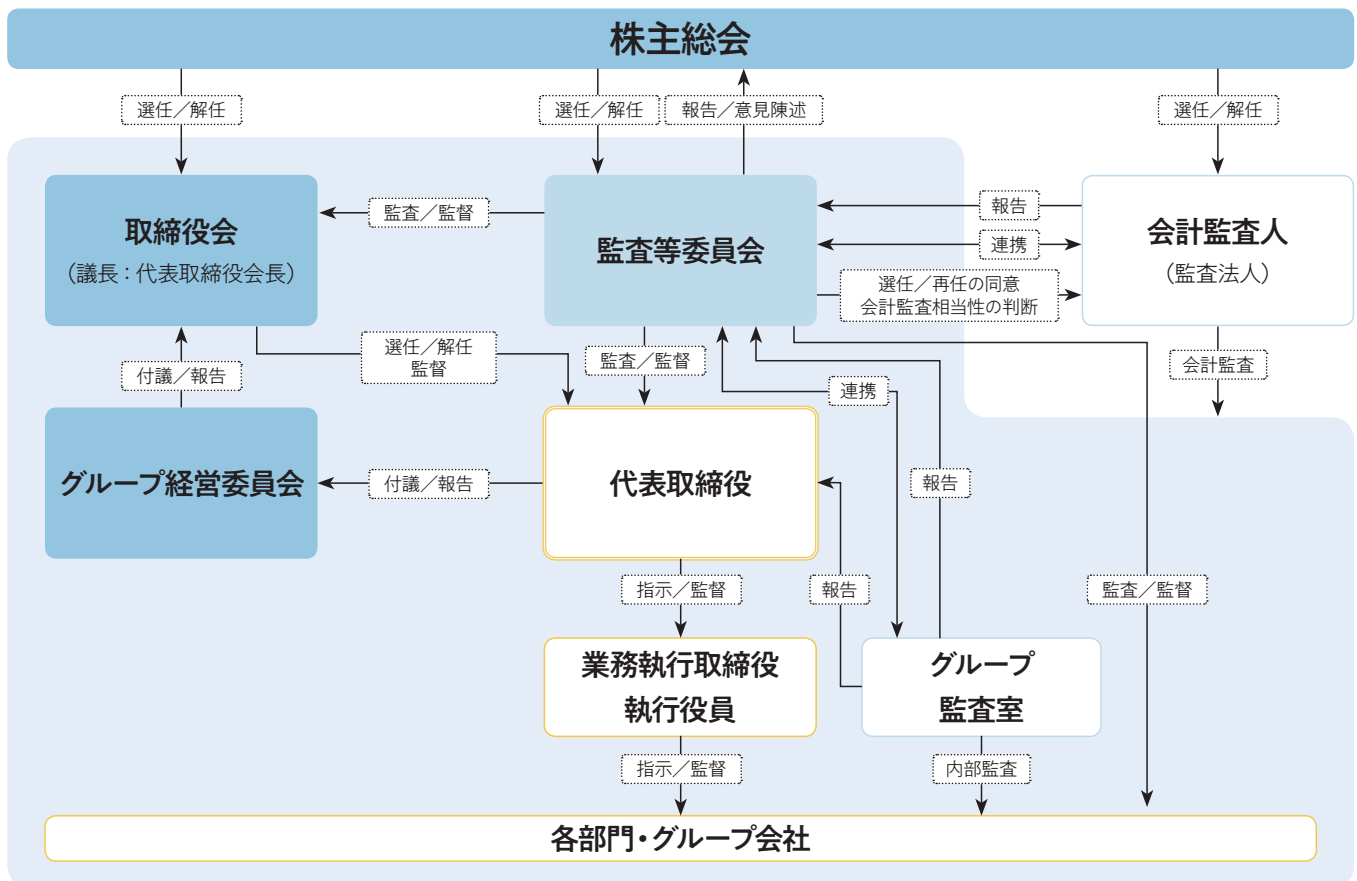 株主総会
選任／解任
選任／解任
報告／意見陳述
選任／解任
取締役会
（議長：代表取締役会長）
監査／監督
監査等委員会
報告
連携
選任／再任の同意
会計監査相当性の判断
会計監査人
（監査法人）
付議／報告
選任／解任
監督
監査／監督
連携
会計監査
グループ経営委員会
付議／報告
代表取締役
報告
指示／監督
報告
監査／監督
業務執行取締役
執行役員
グループ
監査室
指示／監督
内部監査
各部門・グループ会社